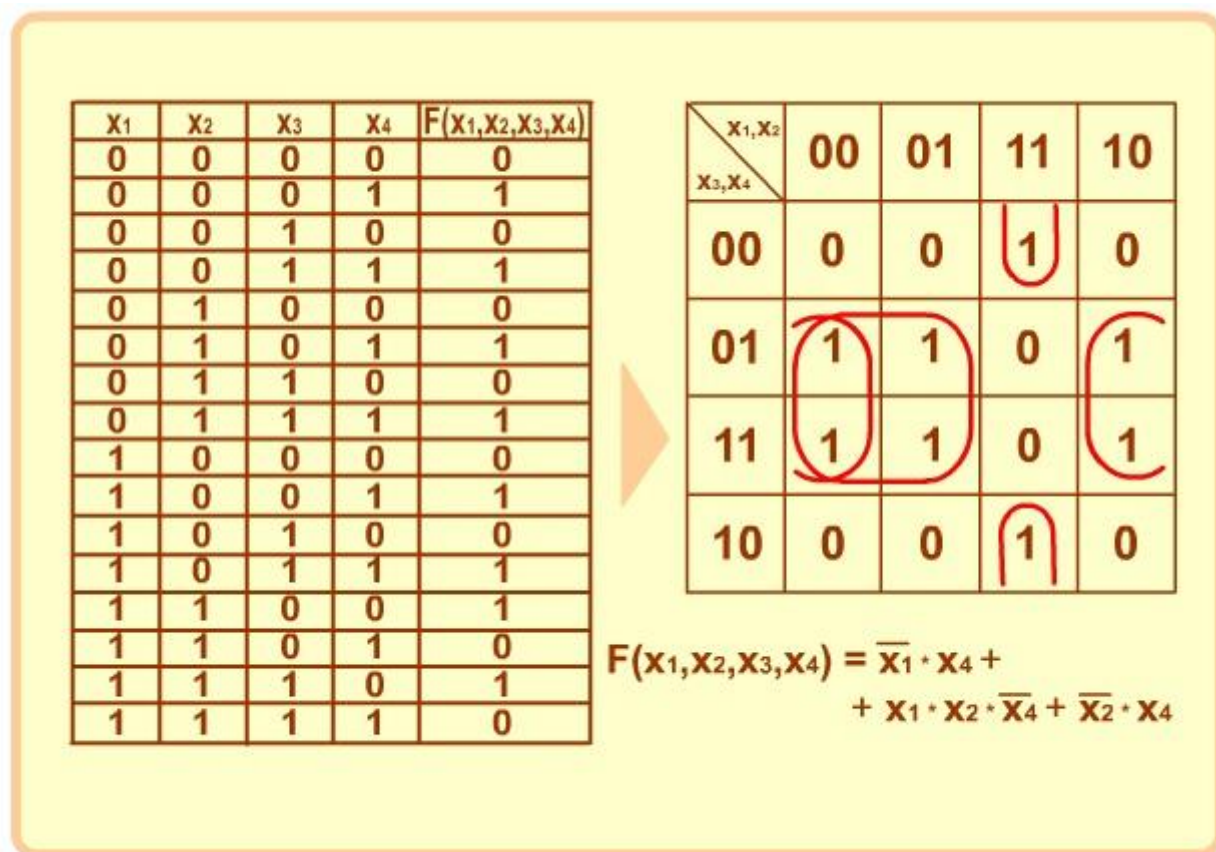 x1 x2 x3 x4 F(x1,x2,x3,x4)
0 0 0 0 0
0 0 0 1 1
0 0 1 0 0
0 0 1 1 1
0 1 0 0 0
0 1 0 1 1
0 1 1 0 0
0 1 1 1 1
1 0 0 0 0
1 0 0 1 1
1 0 1 0 0
1 0 1 1 1
1 1 0 0 1
1 1 0 1 0
1 1 1 0 1
1 1 1 1 0
x1,x2
x3,x4
00 01 11 10
00 0 0 1 0
01 1 1 0 1
11 1 1 0 1
10 0 0 1 0
F(x1,x2,x3,x4) = x̅1 * x4 +
+ x1 * x2 * x̅4 + x̅2 * x4